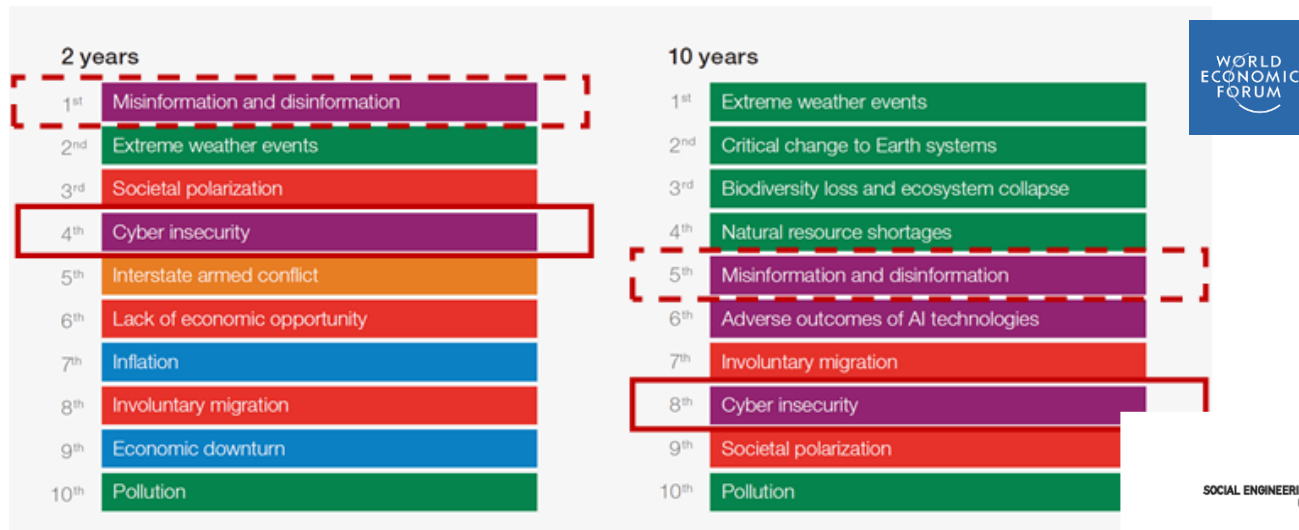 2 years
1st Misinformation and disinformation
2nd Extreme weather events
3rd Societal polarization
4th Cyber insecurity
5th Interstate armed conflict
6th Lack of economic opportunity
7th Inflation
8th Involuntary migration
9th Economic downturn
10th Pollution
10 years
1st Extreme weather events
2nd Critical change to Earth systems
3rd Biodiversity loss and ecosystem collapse
4th Natural resource shortages
5th Misinformation and disinformation
6th Adverse outcomes of AI technologies
7th Involuntary migration
8th Cyber insecurity
9th Societal polarization
10th Pollution
WORLD
ECONOMIC
FORUM
SOCIAL